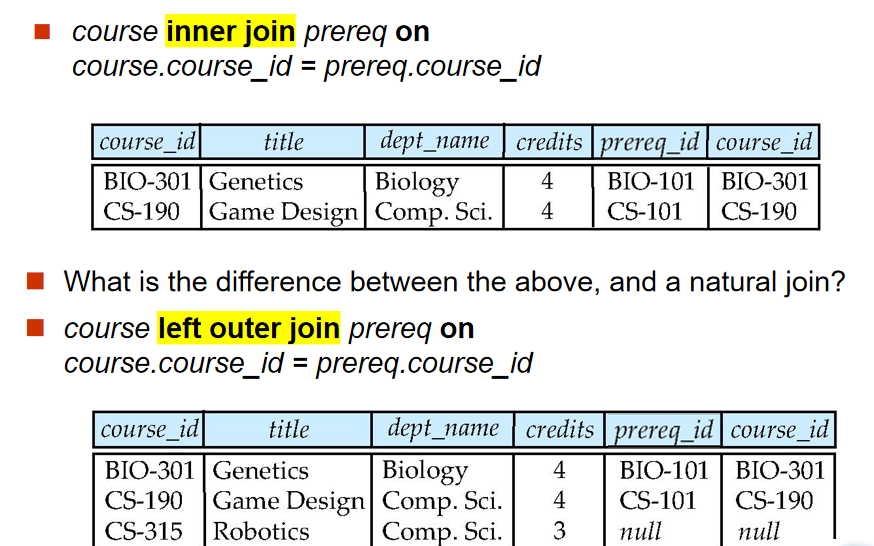 course inner join prereq on
course.course_id = prereq.course_id
course_id title dept_name credits prereq_id course_id
BIO-301 Genetics Biology 4 BIO-101 BIO-301
CS-190 Game Design Comp. Sci. 4 CS-101 CS-190
What is the difference between the above, and a natural join?
course left outer join prereq on
course.course_id = prereq.course_id
course_id title dept_name credits prereq_id course_id
BIO-301 Genetics Biology 4 BIO-101 BIO-301
CS-190 Game Design Comp. Sci. 4 CS-101 CS-190
CS-315 Robotics Comp. Sci. 3 null null